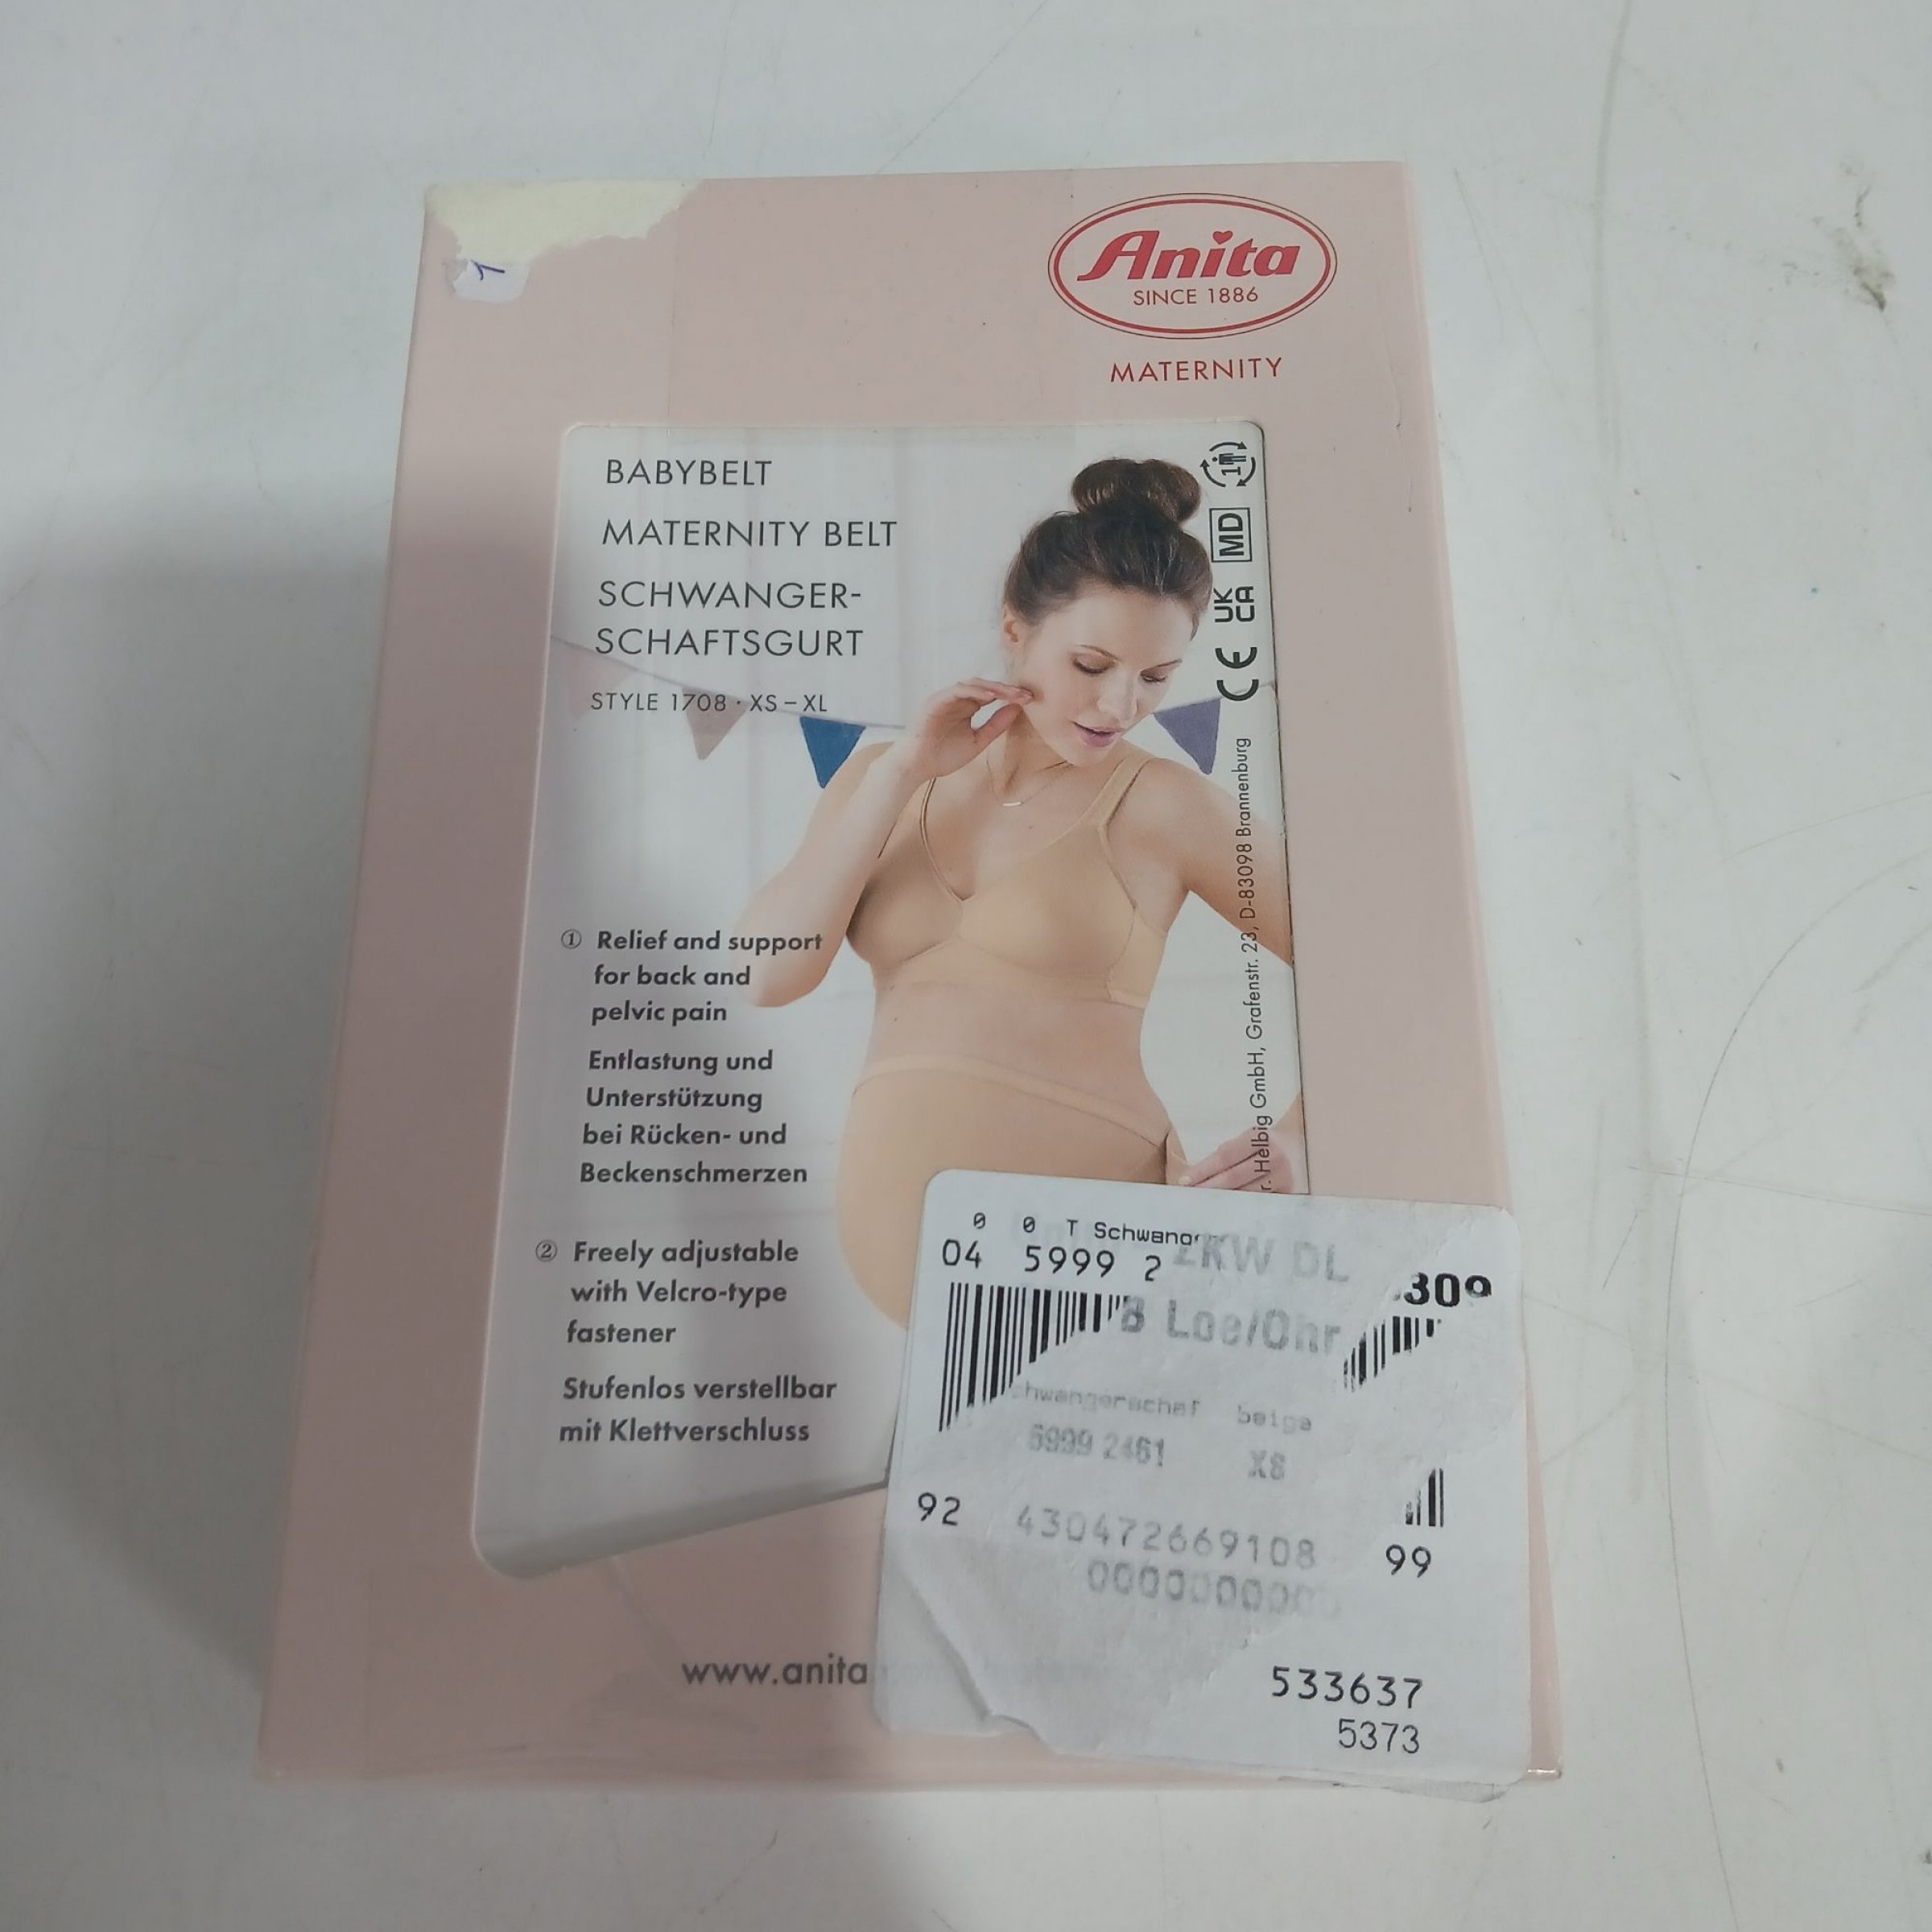 Anita
SINCE 1886
MATERNITY
BABYBELT
MATERNITY BELT
SCHWANGER-
SCHAFTSGURT
STYLE 1708 · XS – XL
① Relief and support
for back and
pelvic pain
Entlastung und
Unterstützung
bei Rücken- und
Beckenschmerzen
② Freely adjustable
with Velcro-type
fastener
Stufenlos verstellbar
mit Klettverschluss
1
MD
UK
CA
CE
Helbig GmbH, Grafenstr. 23, D-83098 Brannenburg
0 0 T
04 5999 2
DL
beige
XS
92
430472669108
99
533637
5373
www.anita